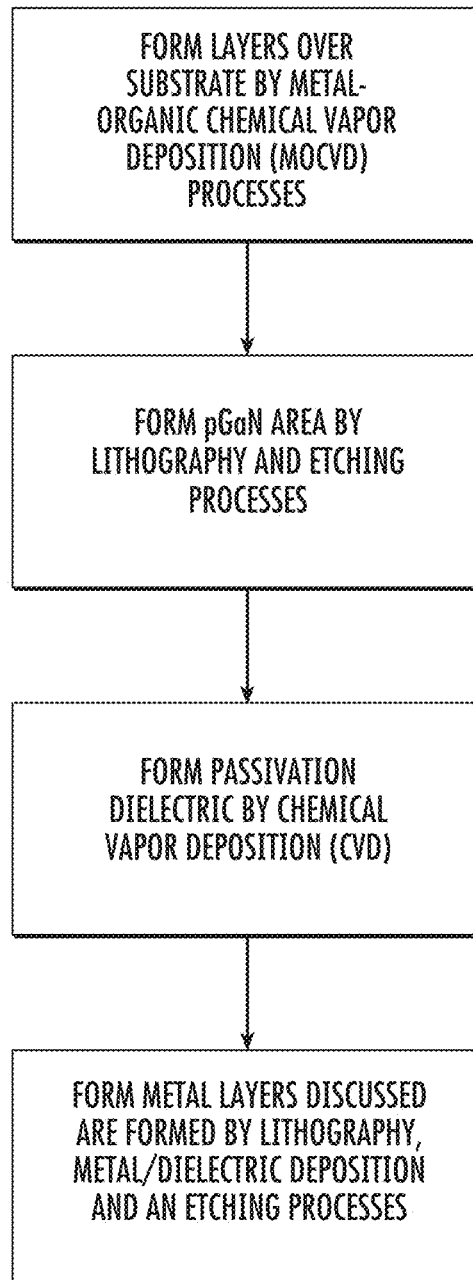 FORM LAYERS OVER
SUBSTRATE BY METAL-
ORGANIC CHEMICAL VAPOR
DEPOSITION (MOCVD)
PROCESSES
FORM pGaN AREA BY
LITHOGRAPHY AND ETCHING
PROCESSES
FORM PASSIVATION
DIELECTRIC BY CHEMICAL
VAPOR DEPOSITION (CVD)
FORM METAL LAYERS DISCUSSED
ARE FORMED BY LITHOGRAPHY,
METAL/DIELECTRIC DEPOSITION
AND AN ETCHING PROCESSES